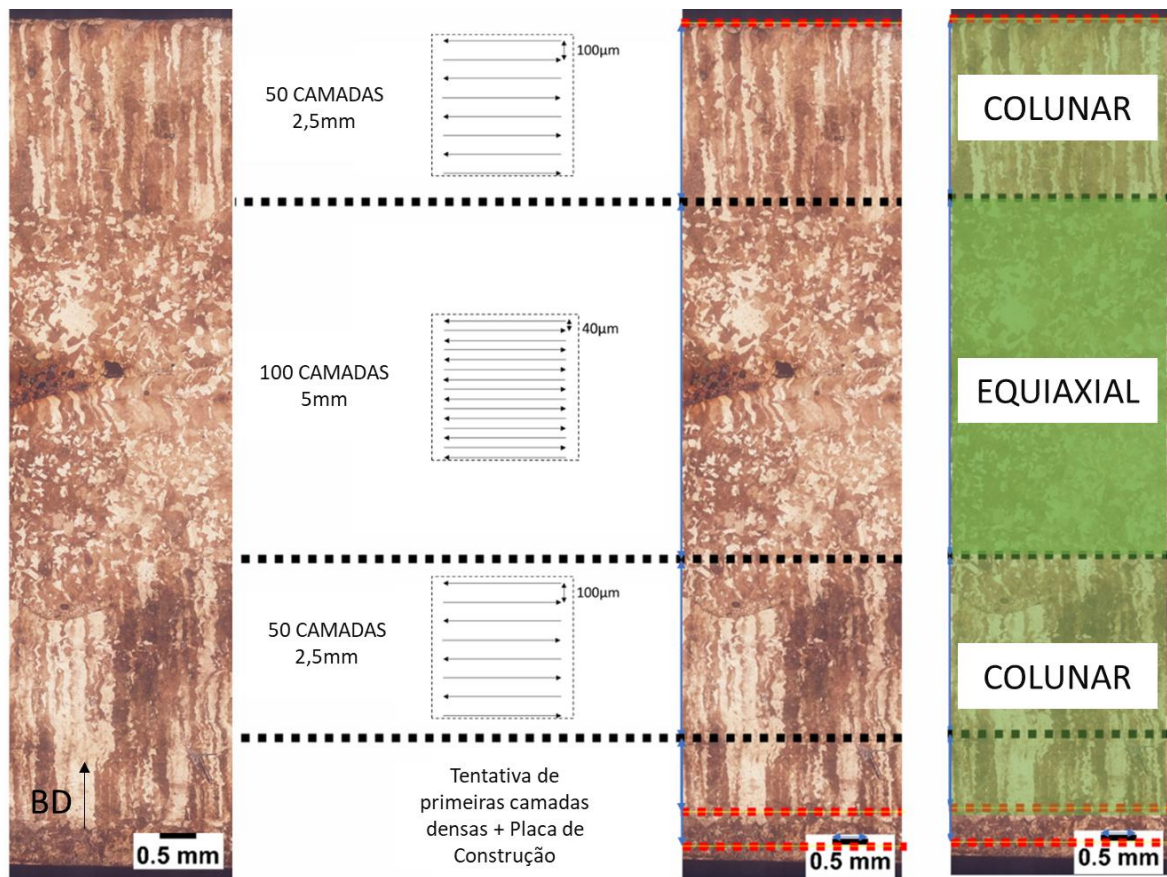 50 CAMADAS
2,5mm
100µm
COLUNAR
100 CAMADAS
5mm
40µm
EQUIAXIAL
50 CAMADAS
2,5mm
100µm
COLUNAR
BD
0.5 mm
Tentativa de
primeiras camadas
densas + Placa de
Construção
0.5 mm
0.5 mm